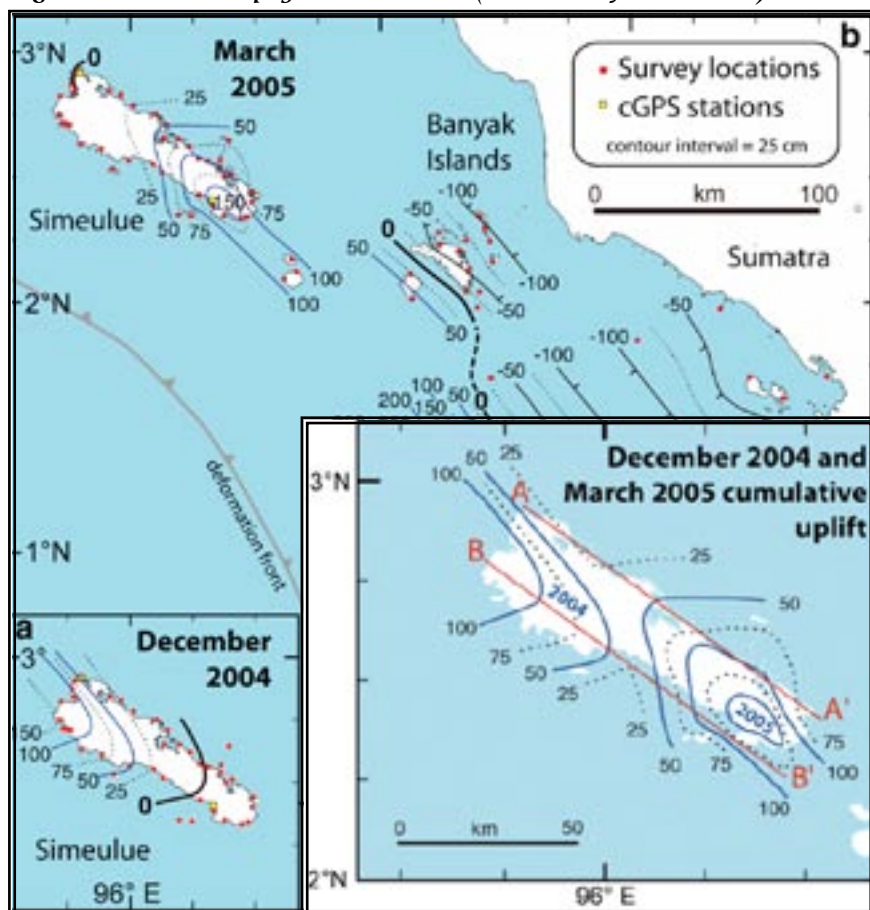 b
March
2005
3°N
0
25
50
150
75
25
50
75
Simeulue
100
100
Banyak
Islands
Survey locations
cGPS stations
contour interval = 25 cm
0
100
km
Sumatra
-100
-50
0
50
-100
-50
50
-50
-100
-100
-50
100
50
200
150
0
0
2°N
1°N
deformation front
a
December
2004
3°
50
100
75
50
25
0
Simeulue
96° E
December 2004 and
March 2005 cumulative
uplift
3°N
100
50
25
A
B
25
50
2004
100
75
50
25
25
50
2005
A'
75
75
100
B'
100
0
50
km
2°N
96° E